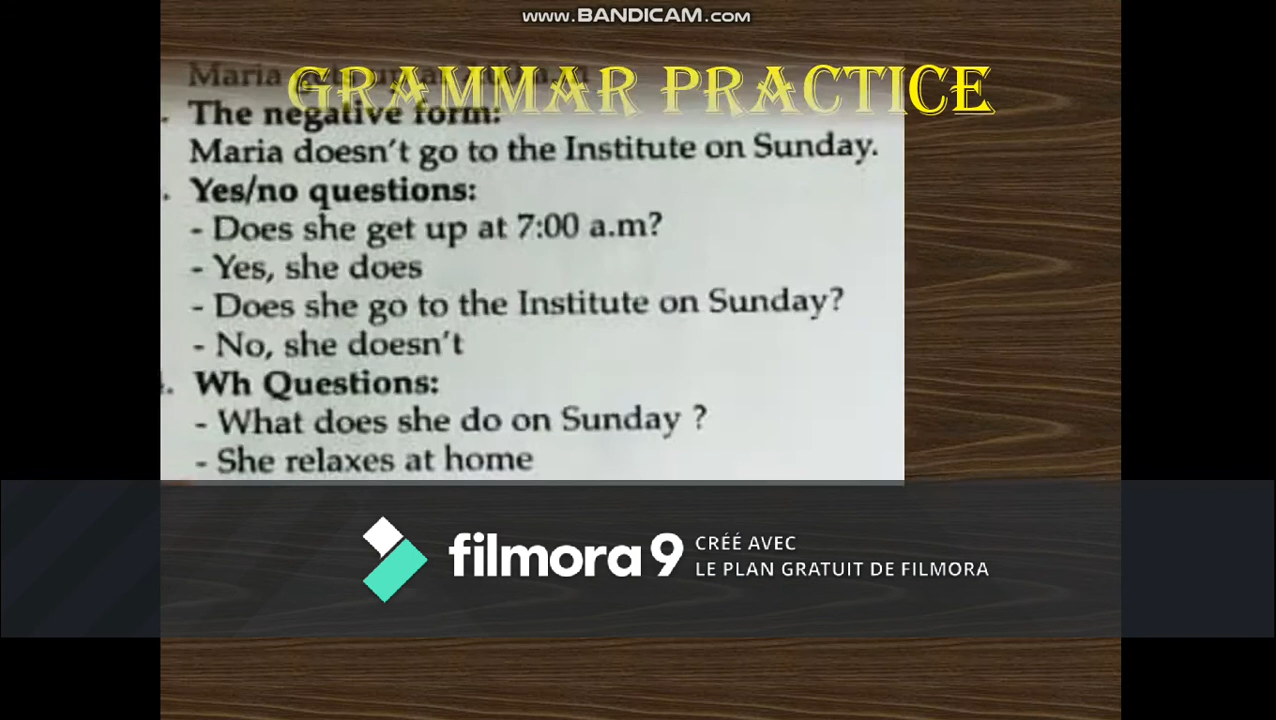 www.BANDICAM.com
GRAMMAR PRACTICE
Maria
The negative form:
Maria doesn't go to the Institute on Sunday.
Yes/no questions:
- Does she get up at 7:00 a.m?
- Yes, she does
- Does she go to the Institute on Sunday?
- No, she doesn't
Wh Questions:
- What does she do on Sunday ?
- She relaxes at home
filmora 9
CRÉÉ AVEC
LE PLAN GRATUIT DE FILMORA